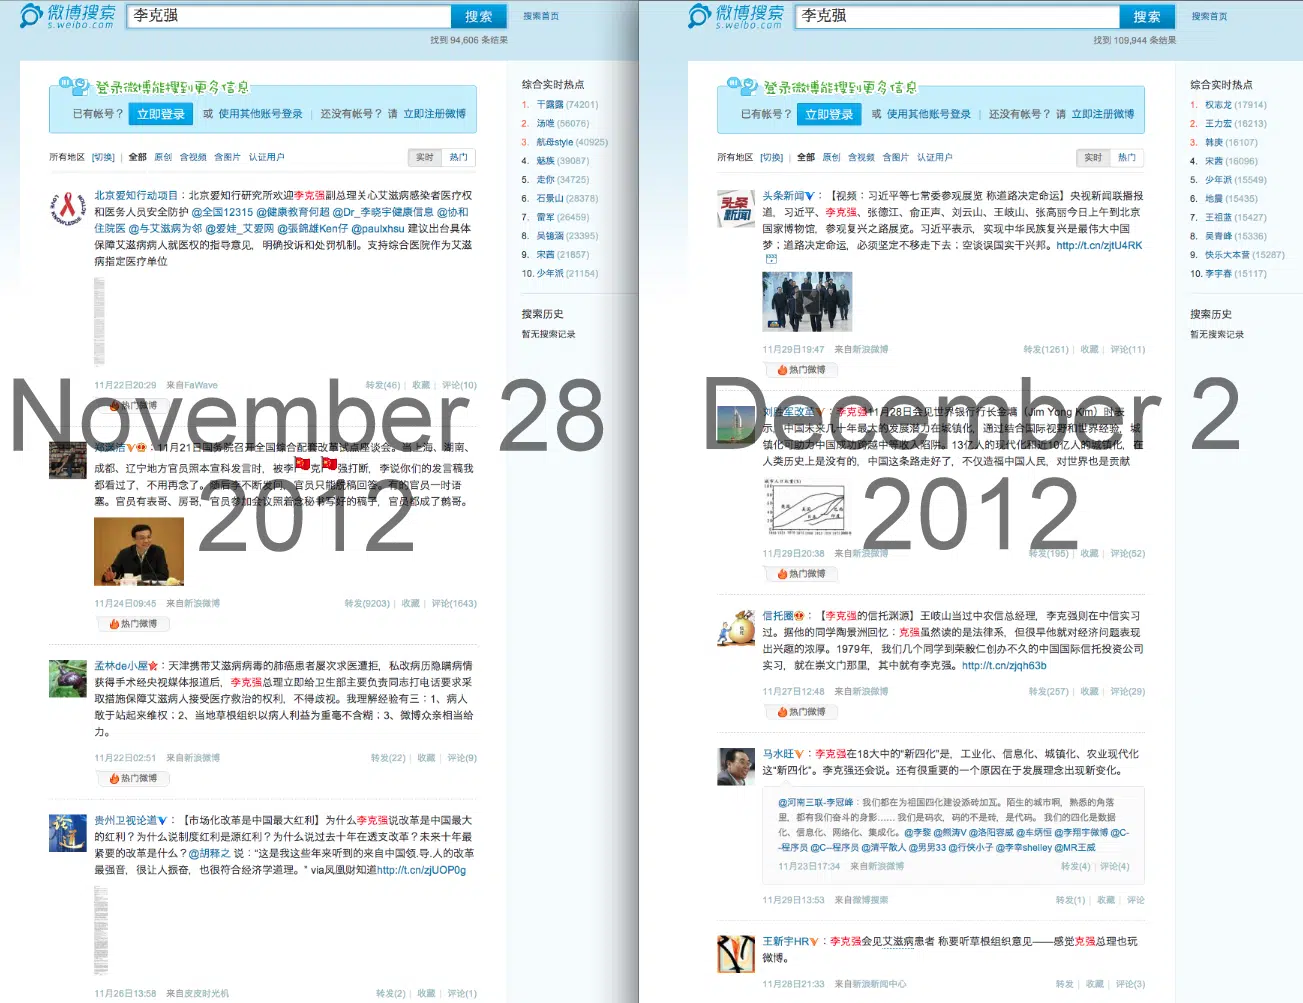 微博搜索
s.weibo.com
李克强
搜索
搜索首页
找到 94,606 条结果
登录微博能搜到更多信息
已有帐号? 立即登录 或 使用其他账号登录 | 还没有帐号? 请 立即注册微博
所有地区 [切换] | 全部 原创 含视频 含图片 认证用户
实时 热门
北京爱知行动项目:北京爱知行研究所欢迎李克强副总理关心艾滋病感染者医疗权
和医务人员安全防护 @全国12315 @健康教育何超 @Dr_李晓宇健康信息 @协和
住院医 @与艾滋病为邻 @爱娃_艾爱网 @張錦雄Ken仔 @paulxhsu 建议出台具体
保障艾滋病病人就医权的指导意见, 明确投诉和处罚机制。支持综合医院作为艾滋
病指定医疗单位
11月22日20:29 来自FaWave
转发(46) | 收藏 | 评论(10)
热门微博
11月21日国务院召开全国综合配套改革试点座谈会。当上海、湖南、
成都、辽宁地方官员照本宣科发言时, 被李克强打断, 李说你们的发言稿我
都看过了, 不用再念了。随后李不断发问, 官员只能脱稿回答。有的官员一时语
塞。官员有表哥、房哥, 官员参加会议照着念秘书写好的稿子, 官员都成了鹦哥。
11月24日09:45 来自新浪微博
转发(9203) | 收藏 | 评论(1643)
热门微博
孟林de小屋:天津携带艾滋病病毒的肺癌患者屡次求医遭拒, 私改病历隐瞒病情
获得手术经央视媒体报道后, 李克强总理立即给卫生部主要负责同志打电话要求采
取措施保障艾滋病人接受医疗救治的权利, 不得歧视。我理解经验有三:1、病人
敢于站起来维权;2、当地草根组织以病人利益为重毫不含糊;3、微博众亲相当给
力。
11月22日02:51 来自新浪微博
转发(22) | 收藏 | 评论(9)
热门微博
贵州卫视论道:【市场化改革是中国最大红利】为什么李克强说改革是中国最大
的红利?为什么说制度红利是源红利?为什么说过去十年在透支改革?未来十年最
紧要的改革是什么?@胡释之 说:“这是我这些年来听到的来自中国领.导.人的改革
最强音, 很让人振奋, 也很符合经济学道理。” via凤凰财知道http://t.cn/zjUOP0g
11月26日13:58 来自皮皮时光机
转发(2) | 收藏 | 评论(1)
综合实时热点
1. 干露露 (74201)
2. 汤唯 (56076)
3. 航母style (40925)
4. 魅族 (39087)
5. 走你 (34725)
6. 石景山 (28378)
7. 雷军 (26459)
8. 吴镇涵 (23395)
9. 宋茜 (21857)
10. 少年派 (21154)
搜索历史
暂无搜索记录
November 28
2012
微博搜索
s.weibo.com
李克强
搜索
搜索首页
找到 109,944 条结果
登录微博能搜到更多信息
已有帐号? 立即登录 或 使用其他账号登录 | 还没有帐号? 请 立即注册微博
所有地区 [切换] | 全部 原创 含视频 含图片 认证用户
实时 热门
头条新闻
头条新闻:【视频:习近平等七常委参观展览 称道路决定命运】央视新闻联播报
道, 习近平、李克强、张德江、俞正声、刘云山、王岐山、张高丽今日上午到北京
国家博物馆, 参观复兴之路展览。习近平表示, 实现中华民族复兴是最伟大中国
梦;道路决定命运, 必须坚定不移走下去;空谈误国实干兴邦。http://t.cn/zjtU4RK
11月29日19:47 来自新浪微博
转发(1261) | 收藏 | 评论(11)
热门微博
李克强11月28日会见世界银行行长金墉(Jim Yong Kim)时表
示, 中国未来几十年最大的发展潜力在城镇化, 通过结合国际视野和世界经验, 城
镇化可助力中国成功跨越中等收入陷阱。13亿人的现代化和近10亿人的城镇化, 在
人类历史上是没有的, 中国这条路走好了, 不仅造福中国人民, 对世界也是贡献
11月29日20:38 来自新浪微博
转发(195) | 收藏 | 评论(52)
热门微博
信托圈:【李克强的信托渊源】王岐山当过中农信总经理, 李克强则在中信实习
过。据他的同学陶景洲回忆:克强虽然读的是法律系, 但很早他就对经济问题表现
出兴趣的浓厚。1979年, 我们几个同学到荣毅仁创办不久的中国国际信托投资公司
实习, 就在崇文门那里, 其中就有李克强。http://t.cn/zjqh63b
11月27日12:48 来自新浪微博
转发(257) | 收藏 | 评论(29)
热门微博
马水旺:李克强在18大中的“新四化”是, 工业化、信息化、城镇化、农业现代化
这“新四化”。李克强还会说。还有很重要的一个原因在于发展理念出现新变化。
@河南三联-李冠峰:我们都在为祖国四化建设添砖加瓦。陌生的城市啊, 熟悉的角落
里, 都有我们奋斗的身影…… 我们是码农, 码的不是砖, 是代码。 我们的四化是数据
化、信息化、网络化、集成化。@李黎 @熊涛V @洛阳容威 @车炳恒 @李翔宇微博 @C-
-程序员 @C--程序员 @清平散人 @男男33 @行侠小子 @李幸shelley @MR王威
11月23日17:34 来自新浪微博
转发(4) | 评论(4)
11月29日13:53 来自微博搜索
转发(1) | 收藏 | 评论
王新宇HR:李克强会见艾滋病患者 称要听草根组织意见——感觉克强总理也玩
微博。
11月28日21:33 来自新浪新闻中心
转发 | 收藏 | 评论(3)
综合实时热点
1. 权志龙 (17914)
2. 王力宏 (16213)
3. 韩庚 (16107)
4. 宋茜 (16096)
5. 少年派 (15549)
6. 地震 (15435)
7. 王祖蓝 (15427)
8. 吴青峰 (15336)
9. 快乐大本营 (15287)
10. 李宇春 (15117)
搜索历史
暂无搜索记录
December 2
2012